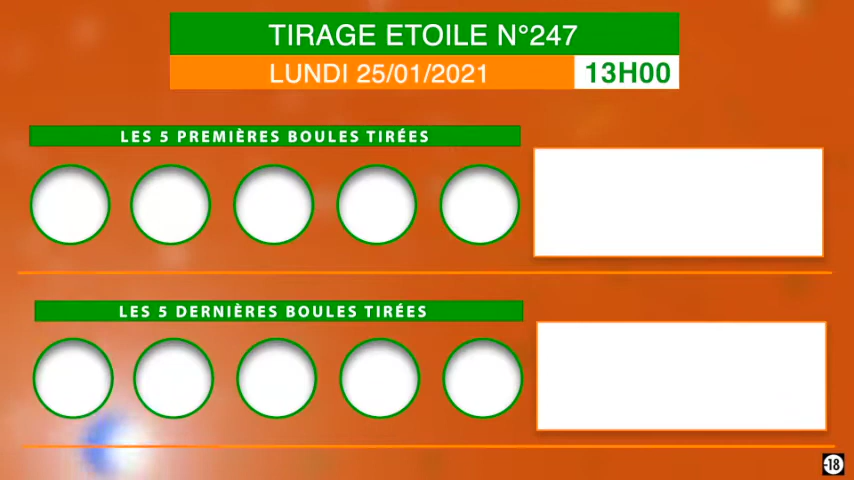 TIRAGE ETOILE N°247
LUNDI 25/01/2021 13H00
LES 5 PREMIÈRES BOULES TIRÉES
LES 5 DERNIÈRES BOULES TIRÉES
-18